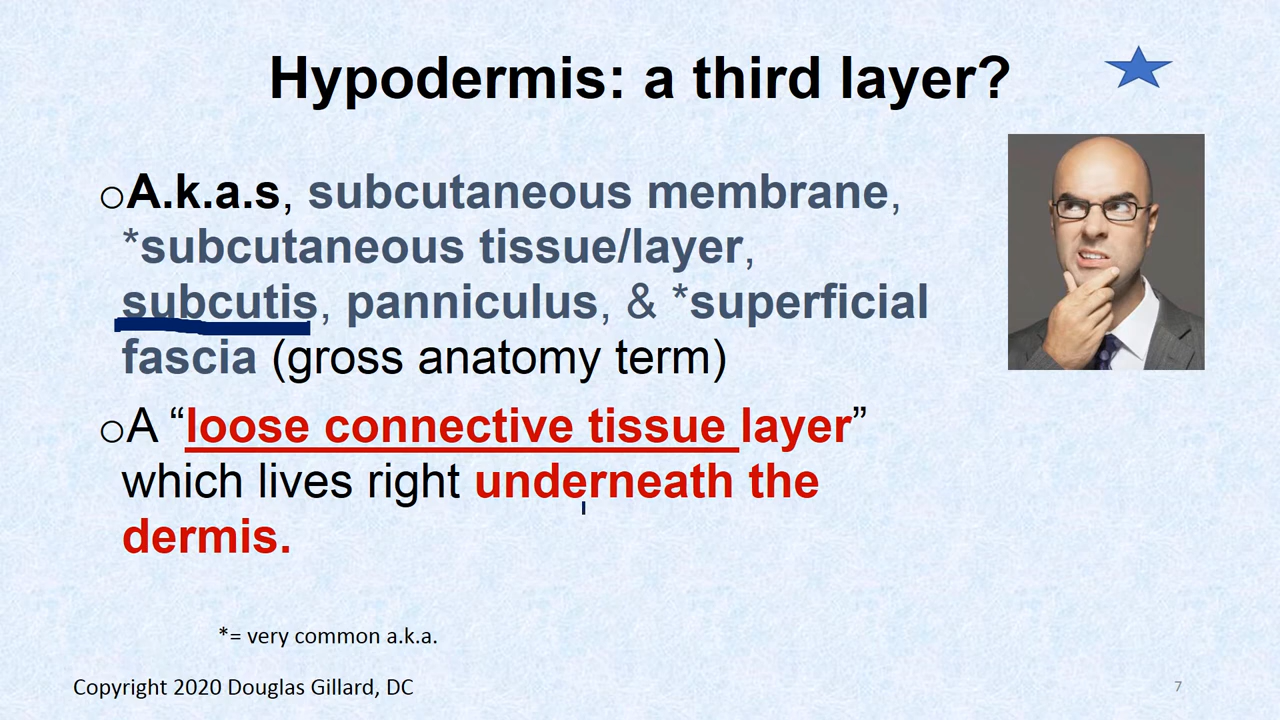 Hypodermis: a third layer?
○A.k.a.s, subcutaneous membrane,
*subcutaneous tissue/layer,
subcutis, panniculus, & *superficial
fascia (gross anatomy term)
○A “loose connective tissue layer”
which lives right underneath the
dermis.
*= very common a.k.a.
Copyright 2020 Douglas Gillard, DC
7